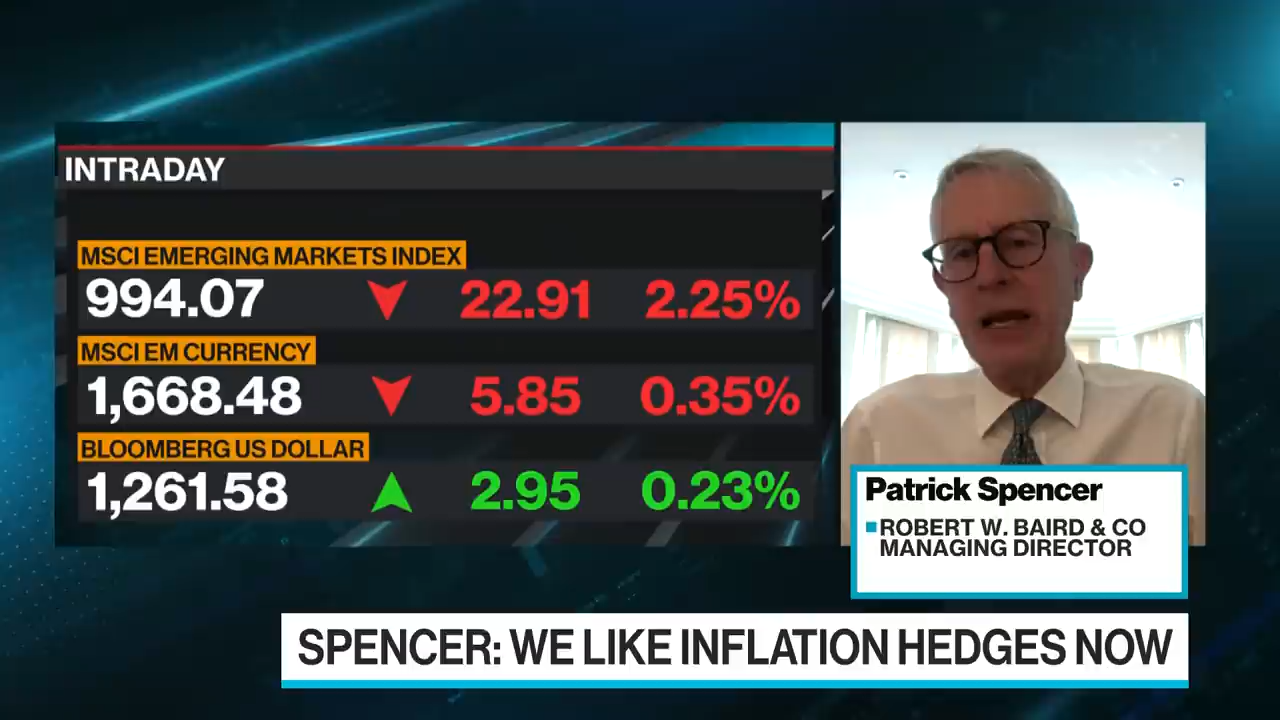 INTRADAY
MSCI EMERGING MARKETS INDEX
994.07 22.91 2.25%
MSCI EM CURRENCY
1,668.48 5.85 0.35%
BLOOMBERG US DOLLAR
1,261.58 2.95 0.23%
Patrick Spencer
ROBERT W. BAIRD & CO
MANAGING DIRECTOR
SPENCER: WE LIKE INFLATION HEDGES NOW